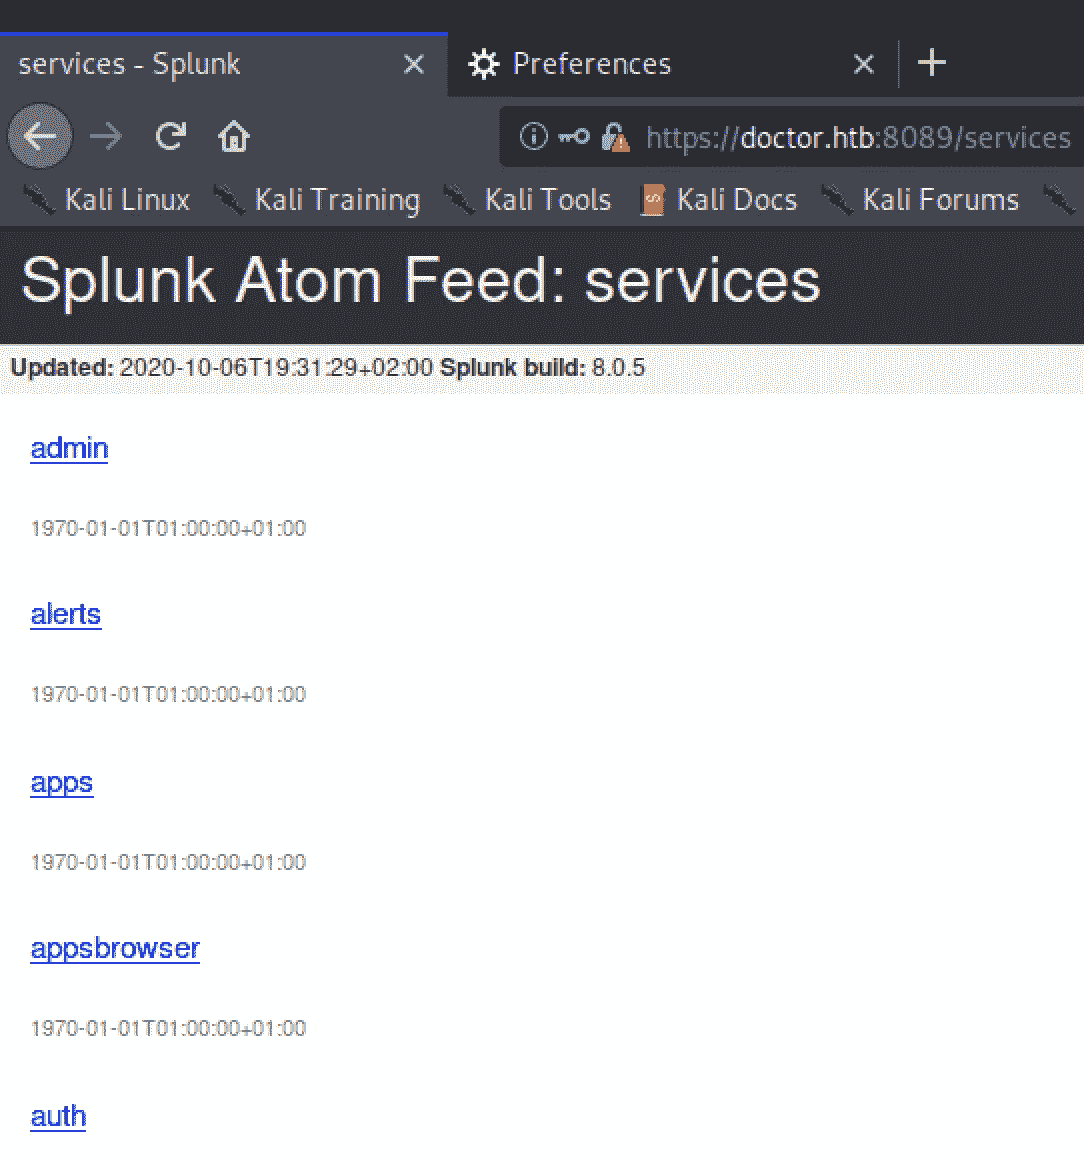 services - Splunk
Preferences
https://doctor.htb:8089/services
Kali Linux Kali Training Kali Tools Kali Docs Kali Forums
Splunk Atom Feed: services
Updated: 2020-10-06T19:31:29+02:00 Splunk build: 8.0.5
admin
1970-01-01T01:00:00+01:00
alerts
1970-01-01T01:00:00+01:00
apps
1970-01-01T01:00:00+01:00
appsbrowser
1970-01-01T01:00:00+01:00
auth